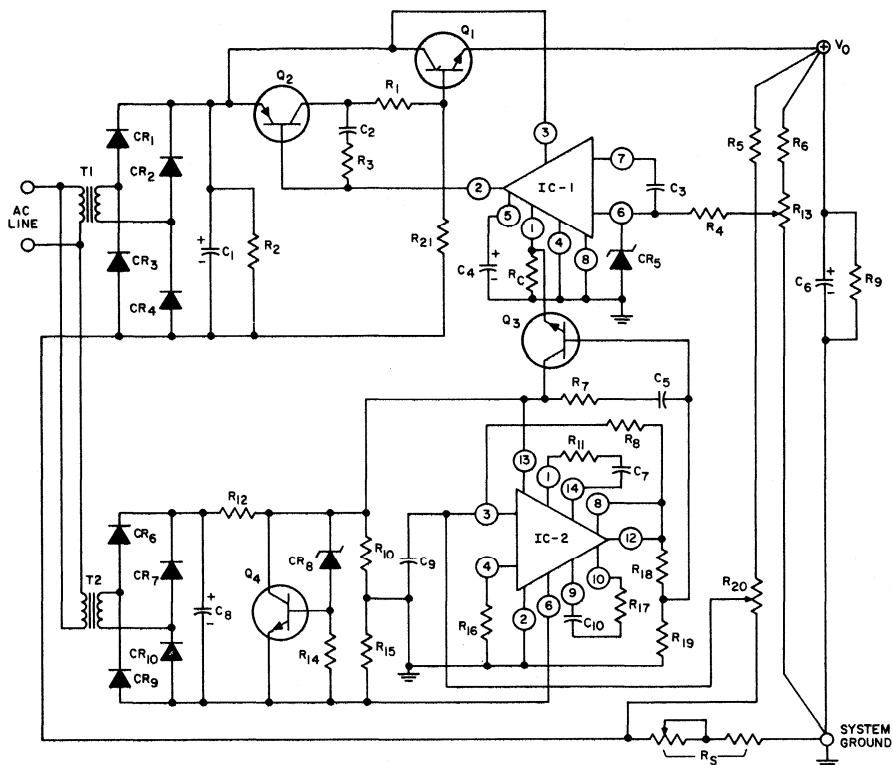 Q1
VO
Q2
R1
CR1
C2
3
R5
R6
T1
CR2
R3
7
AC
LINE
2
IC-1
C3
5
6
R13
1
4
8
R4
CR3
C1
R2
R21
C4
RC
CR5
C6
R9
CR4
Q3
R7
C5
R8
R11
13
1
C7
14
R12
3
8
CR6
CR8
R10
C9
IC-2
12
4
R18
R20
CR7
Q4
10
T2
C8
9
R17
2
6
R16
C10
R19
CR10
R14
R15
CR9
RS
SYSTEM
GROUND